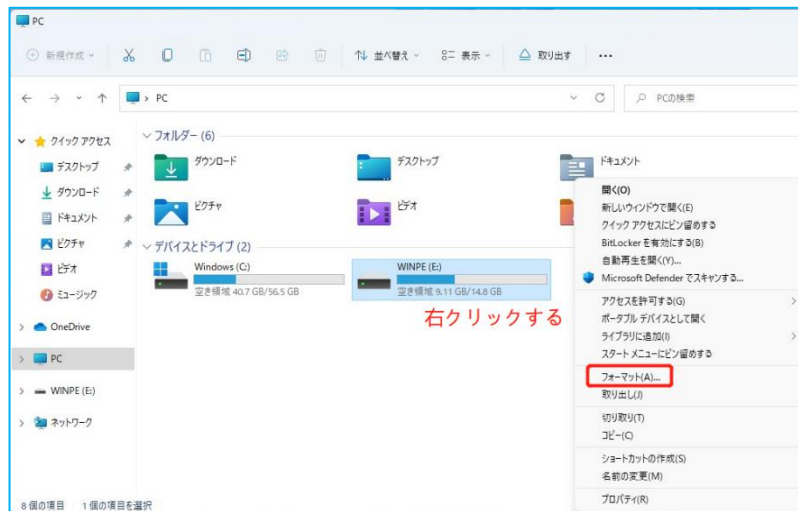 PC
新規作成
並べ替え
表示
取り出す
PC
PCの検索
クイック アクセス
デスクトップ
ダウンロード
ドキュメント
ピクチャ
ビデオ
ミュージック
OneDrive
PC
WINPE (E:)
ネットワーク
フォルダー (6)
ダウンロード
デスクトップ
ドキュメント
ピクチャ
ビデオ
デバイスとドライブ (2)
Windows (C:)
空き領域 40.7 GB/56.5 GB
WINPE (E:)
空き領域 9.11 GB/14.8 GB
右クリックする
開く(O)
新しいウィンドウで開く(E)
クイック アクセスにピン留めする
BitLocker を有効にする(B)
自動再生を開く(Y)...
Microsoft Defender でスキャンする...
アクセスを許可する(G)
ポータブル デバイスとして開く
ライブラリに追加(I)
スタート メニューにピン留めする
フォーマット(A)...
取り出し(J)
切り取り(T)
コピー(C)
ショートカットの作成(S)
名前の変更(M)
プロパティ(R)
8 個の項目
1 個の項目を選択